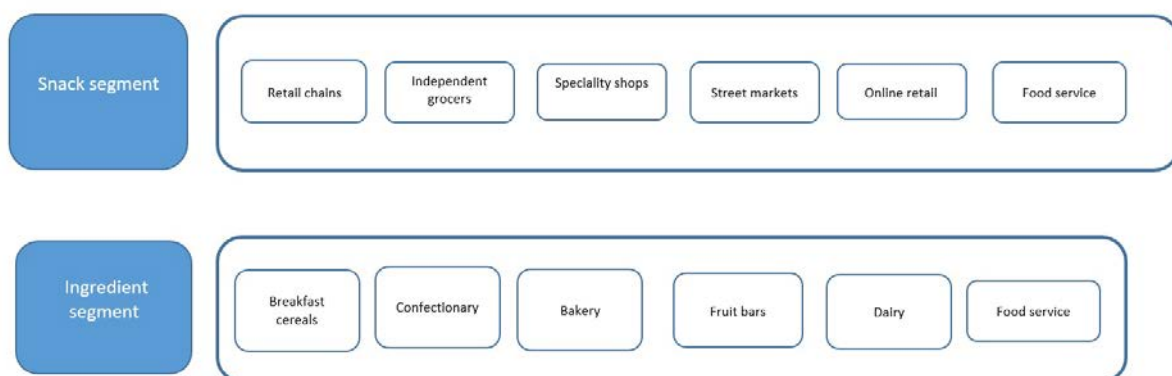 Snack segment
Retail chains
Independent
grocers
Speciality shops
Street markets
Online retail
Food service
Ingredient
segment
Breakfast
cereals
Confectionary
Bakery
Fruit bars
Dairy
Food service